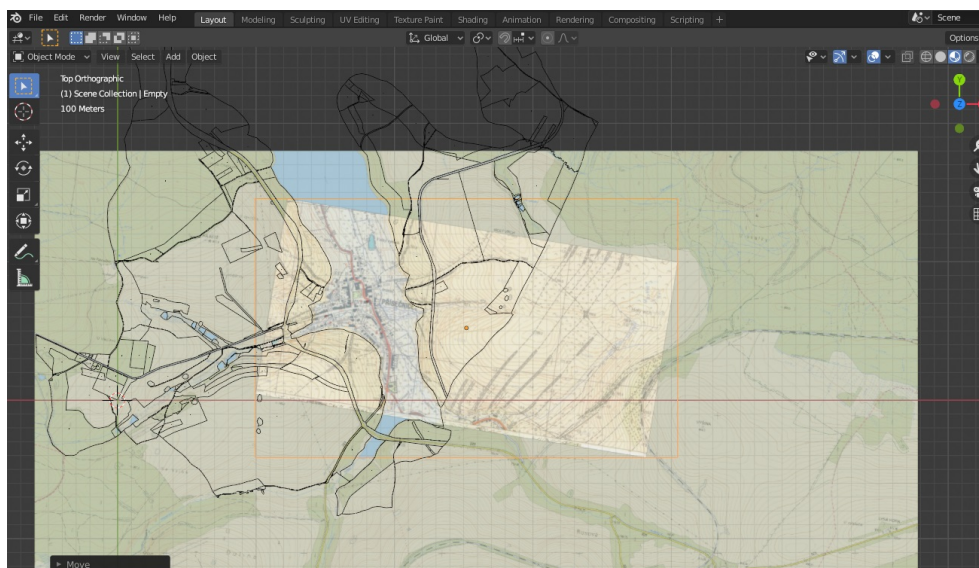 File Edit Render Window Help Layout Modeling Sculpting UV Editing Texture Paint Shading Animation Rendering Compositing Scripting + Scene
Global Options
Object Mode View Select Add Object
Top Orthographic
(1) Scene Collection | Empty
100 Meters
Y
Z
Move